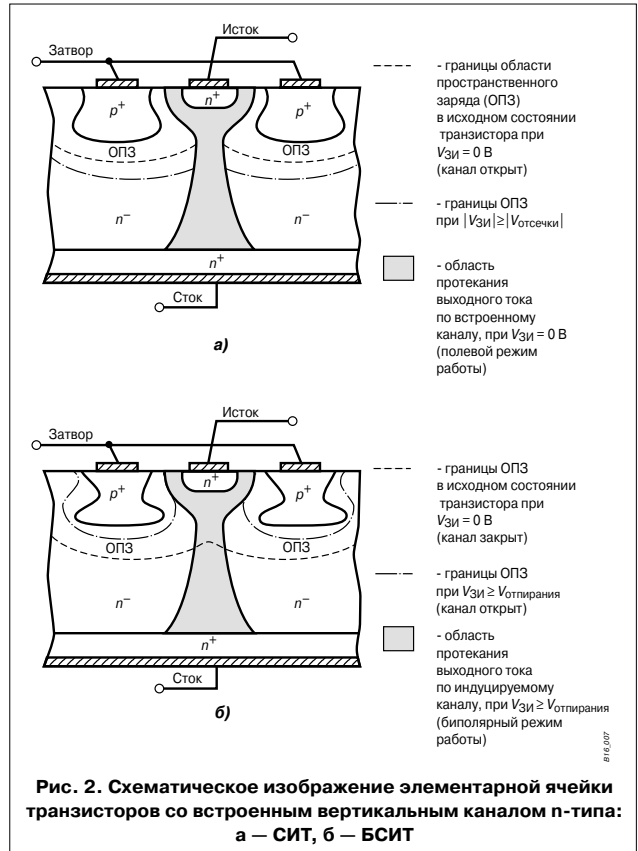 Исток
Затвор
n+
p+
p+
ОПЗ
ОПЗ
n–
n–
n+
Сток
а)
- границы области
пространственного
заряда (ОПЗ)
в исходном состоянии
транзистора при
VЗИ = 0 В
(канал открыт)
- границы ОПЗ
при |VЗИ|≥|Vотсечки|
- область
протекания
выходного тока
по встроенному
каналу, при VЗИ = 0 В
(полевой режим
работы)
Исток
Затвор
n+
p+
p+
ОПЗ
ОПЗ
n–
n–
n+
Сток
б)
- границы ОПЗ
в исходном состоянии
транзистора при
VЗИ = 0 В
(канал закрыт)
- границы ОПЗ
при VЗИ ≥ Vотпирания
(канал открыт)
- область
протекания
выходного тока
по индуцируемому
каналу, при VЗИ ≥ Vотпирания
(биполярный режим
работы)
B16_007
Рис. 2. Схематическое изображение элементарной ячейки
транзисторов со встроенным вертикальным каналом n-типа:
а — СИТ, б — БСИТ